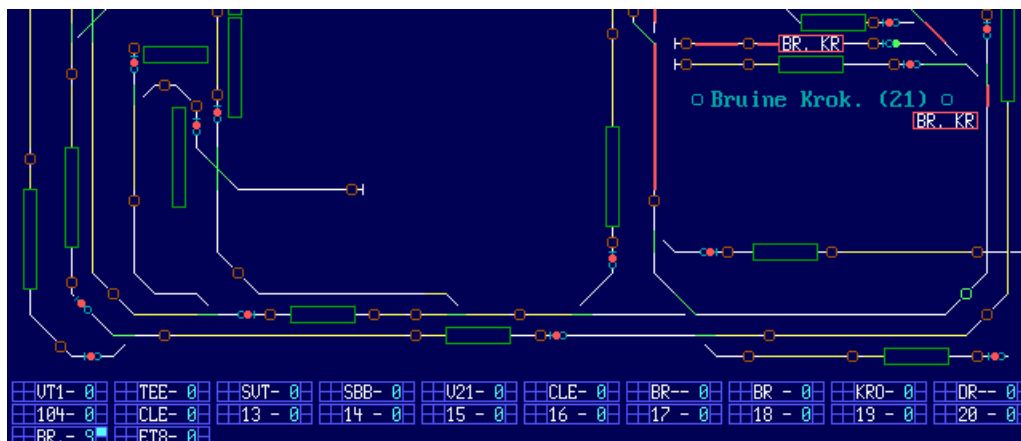 BR. KR
Bruine Krok. (21)
BR. KR
VT1- 0 TEE- 0 SVT- 0 SBB- 0 V21- 0 CLE- 0 BR-- 0 BR - 0 KRO- 0 DR-- 0
104- 0 CLE- 0 13 - 0 14 - 0 15 - 0 16 - 0 17 - 0 18 - 0 19 - 0 20 - 0
BR.- 9 ET8- 0